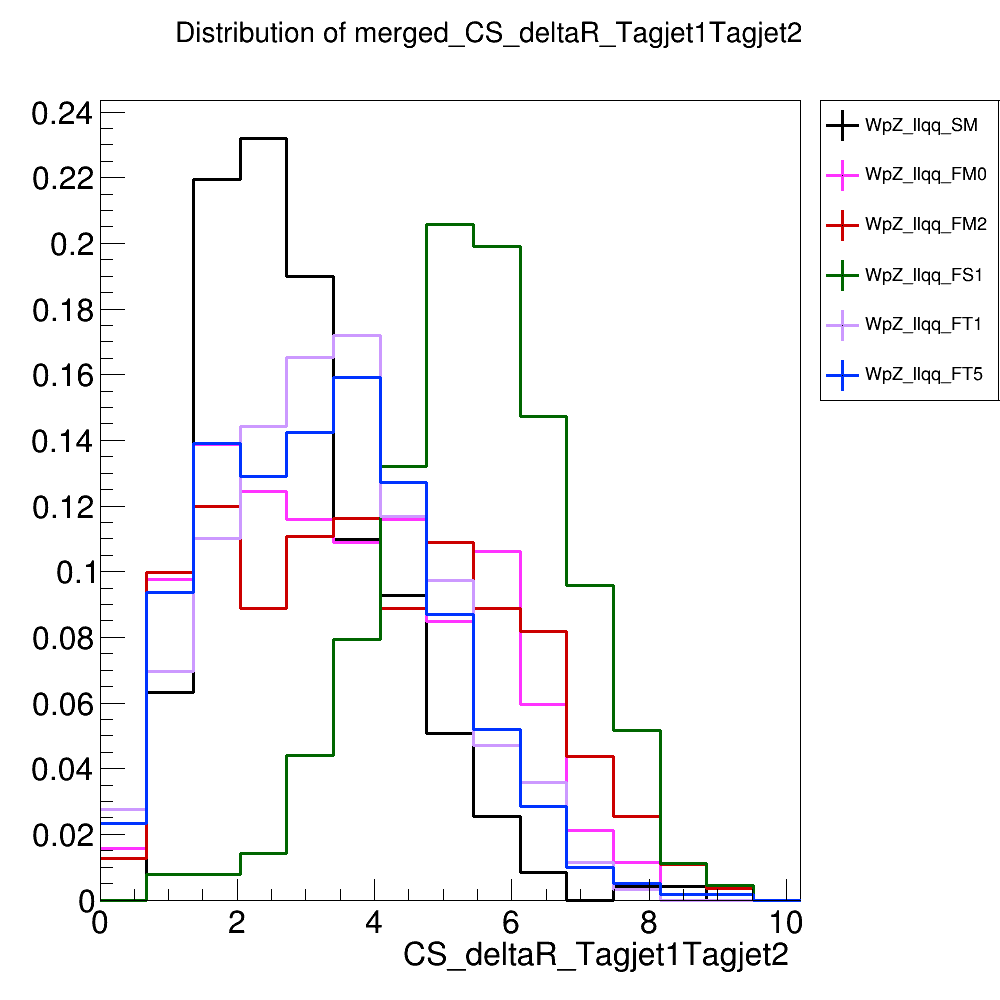 Distribution of merged_CS_deltaR_Tagjet1Tagjet2
0.24
0.22
0.2
0.18
0.16
0.14
0.12
0.1
0.08
0.06
0.04
0.02
0
0 2 4 6 8 10
CS_deltaR_Tagjet1Tagjet2
WpZ_llqq_SM
WpZ_llqq_FM0
WpZ_llqq_FM2
WpZ_llqq_FS1
WpZ_llqq_FT1
WpZ_llqq_FT5